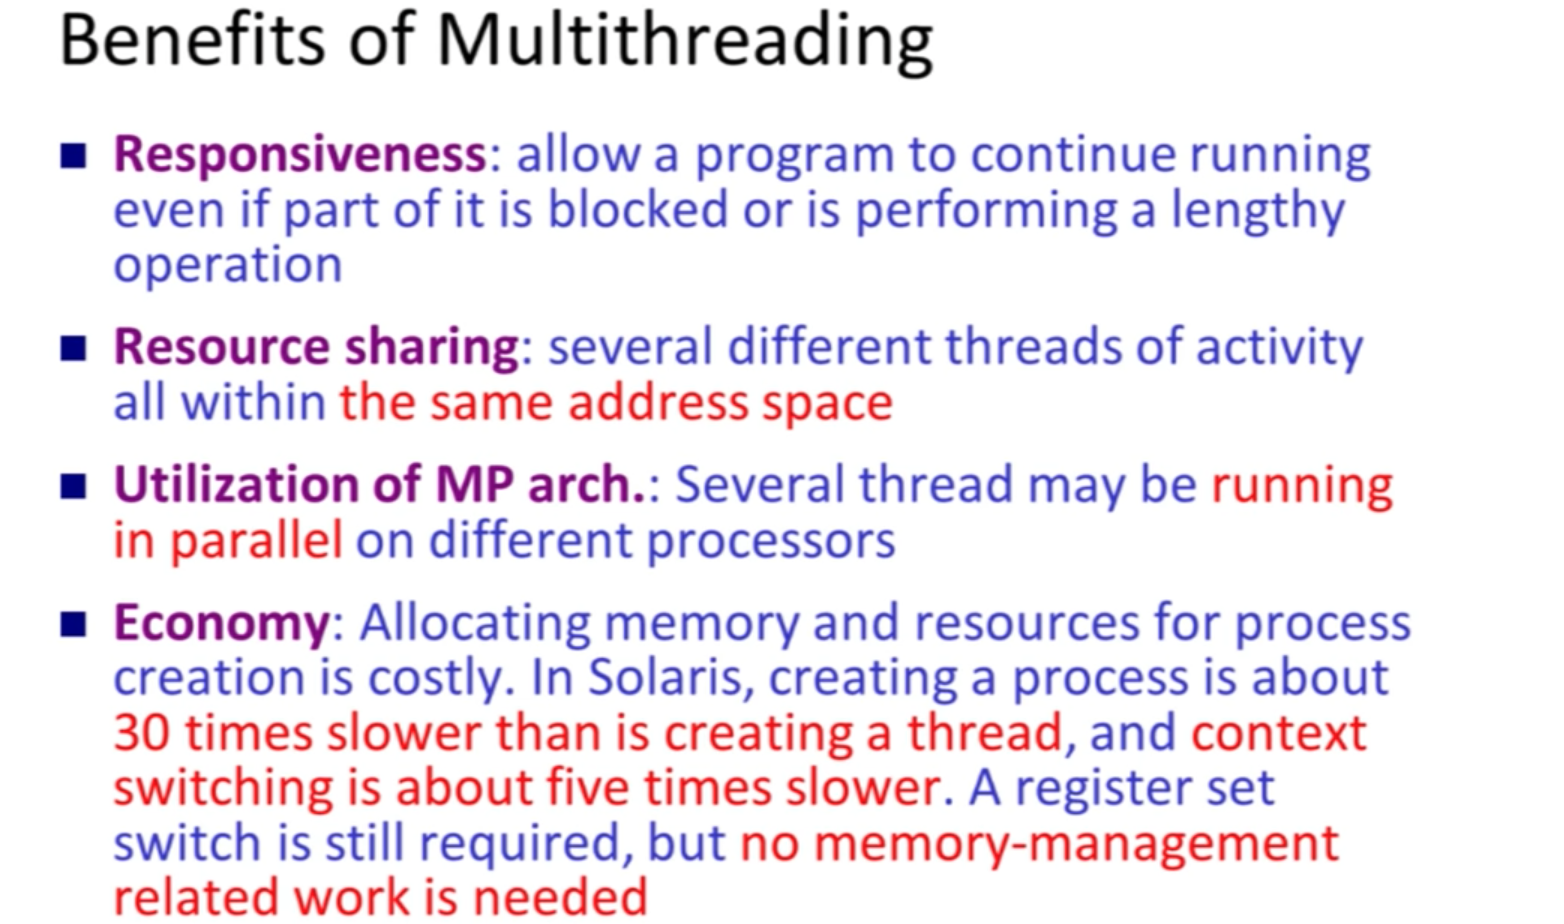 Benefits of Multithreading
■ Responsiveness: allow a program to continue running
even if part of it is blocked or is performing a lengthy
operation
■ Resource sharing: several different threads of activity
all within the same address space
■ Utilization of MP arch.: Several thread may be running
in parallel on different processors
■ Economy: Allocating memory and resources for process
creation is costly. In Solaris, creating a process is about
30 times slower than is creating a thread, and context
switching is about five times slower. A register set
switch is still required, but no memory-management
related work is needed